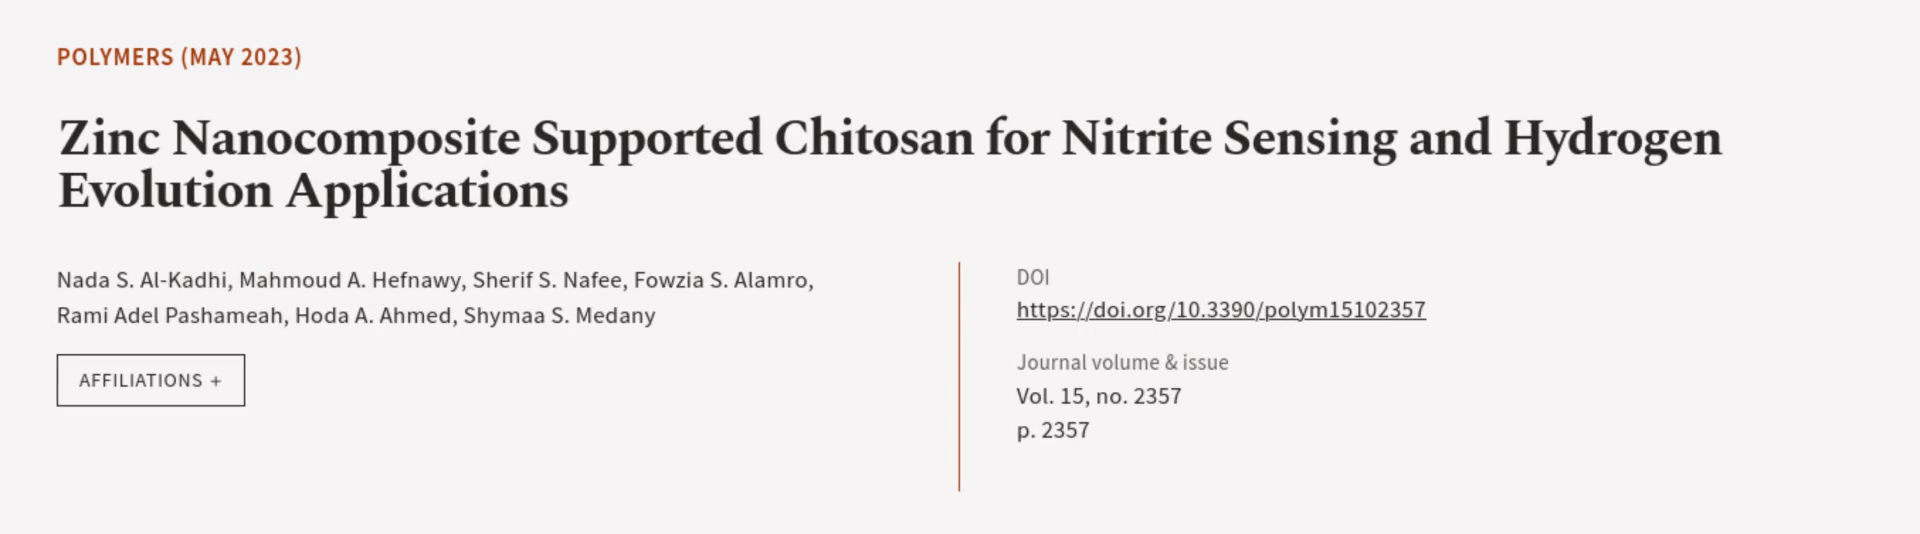 POLYMERS (MAY 2023)
Zinc Nanocomposite Supported Chitosan for Nitrite Sensing and Hydrogen
Evolution Applications
Nada S. Al-Kadhi, Mahmoud A. Hefnawy, Sherif S. Nafee, Fowzia S. Alamro,
Rami Adel Pashameah, Hoda A. Ahmed, Shymaa S. Medany
AFFILIATIONS +
DOI
https://doi.org/10.3390/polym15102357
Journal volume & issue
Vol. 15, no. 2357
p. 2357